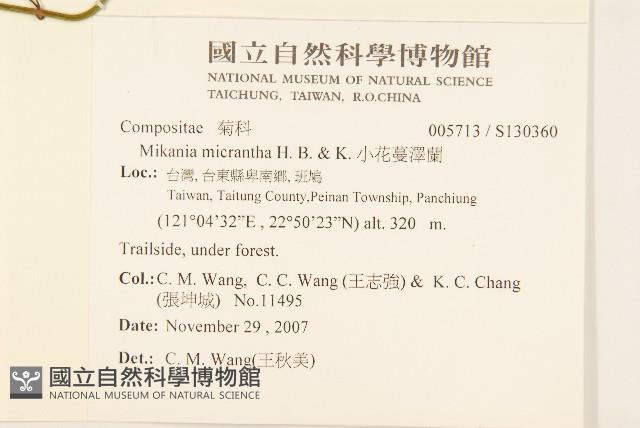 國立自然科學博物館
NATIONAL MUSEUM OF NATURAL SCIENCE
TAICHUNG, TAIWAN, R.O.CHINA
Compositae 菊科 005713 / S130360
Mikania micrantha H. B. & K. 小花蔓澤蘭
Loc.: 台灣, 台東縣卑南鄉, 班鳩
Taiwan, Taitung County,Peinan Township, Panchiung
(121°04’32”E , 22°50’23”N) alt. 320 m.
Trailside, under forest.
Col.: C. M. Wang, C. C. Wang (王志強) & K. C. Chang
(張坤城) No.11495
Date: November 29 , 2007
Det.: C. M. Wang(王秋美)
國立自然科學博物館
NATIONAL MUSEUM OF NATURAL SCIENCE